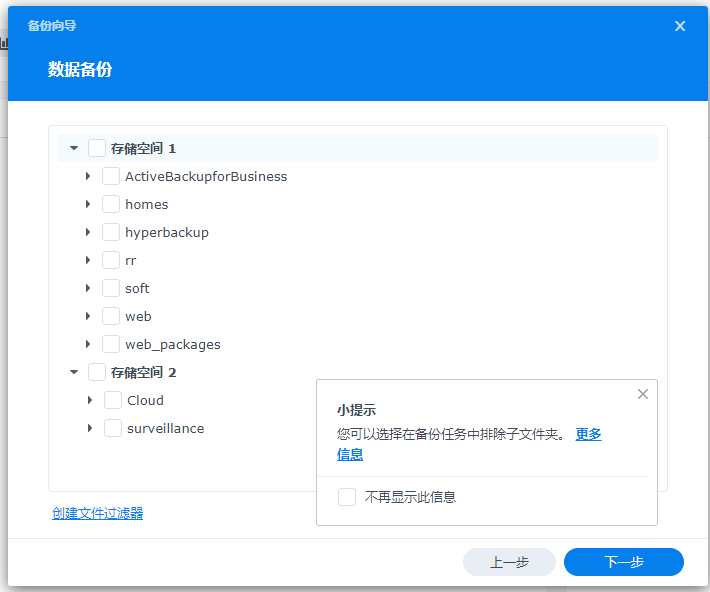 备份向导
数据备份
存储空间 1
ActiveBackupforBusiness
homes
hyperbackup
rr
soft
web
web_packages
存储空间 2
Cloud
surveillance
小提示
您可以选择在备份任务中排除子文件夹。 更多
信息
不再显示此信息
创建文件过滤器
上一步
下一步